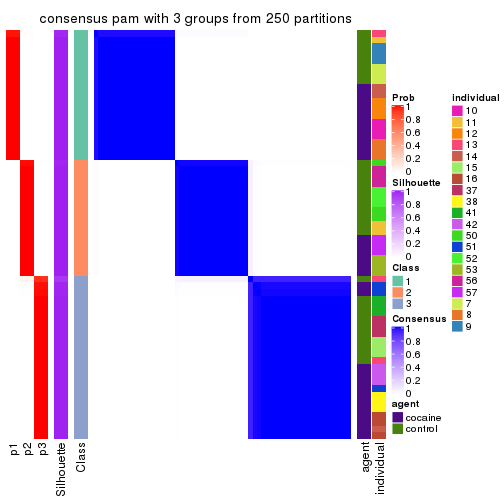 consensus pam with 3 groups from 250 partitions
p1
p2
p3
Silhouette
Class
agent
individual
Prob
1
0.8
0.6
0.4
0.2
0
Silhouette
1
0.8
0.6
0.4
0.2
0
Class
1
2
3
Consensus
1
0.8
0.6
0.4
0.2
0
agent
cocaine
control
individual
10
11
12
13
14
15
16
37
38
41
42
50
51
52
53
56
57
7
8
9